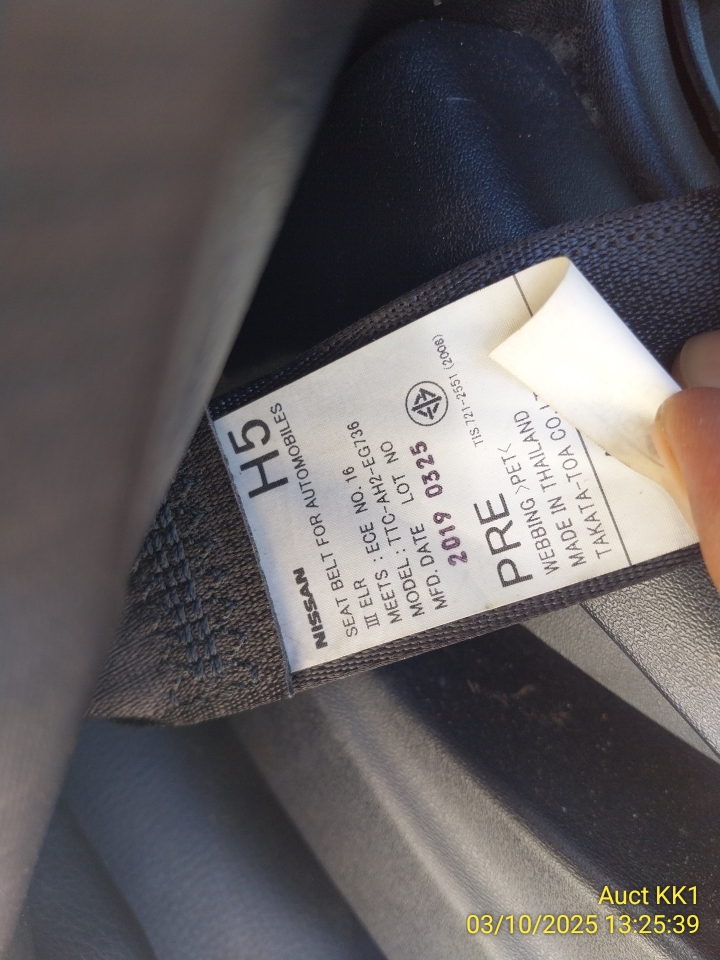 H5
NISSAN
SEAT BELT FOR AUTOMOBILES
III ELR
MEETS : ECE NO. 16
MODEL : TTC-AH2-EG736
MFD. DATE LOT NO
2019 0325
PRE TIS 721-2551 (2008)
WEBBING >PET<
MADE IN THAILAND
TAKATA-TOA CO.
Auct KK1
03/10/2025 13:25:39